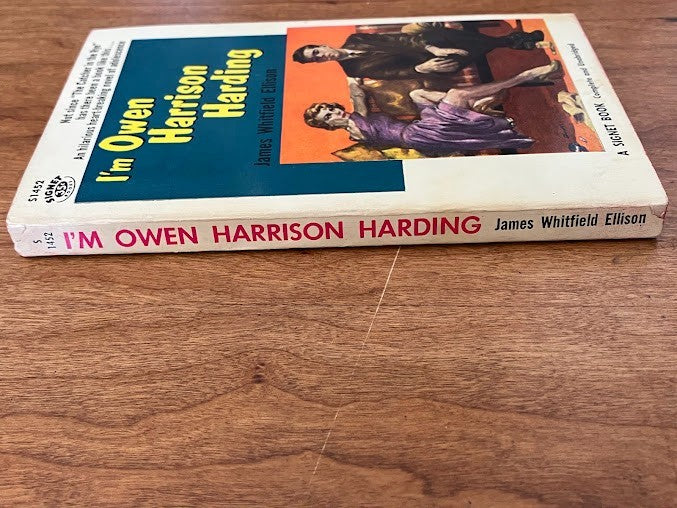 Not since "The Catcher in the Rye"
has there been a book like this...
An hilarious heart-breaking novel of adolescence
I'm Owen
Harrison
Harding
James Whitfield Ellison
S1452
SIGNET
35¢
BOOKS
A SIGNET BOOK Complete and Unabridged
S
1452
I'M OWEN HARRISON HARDING James Whitfield Ellison